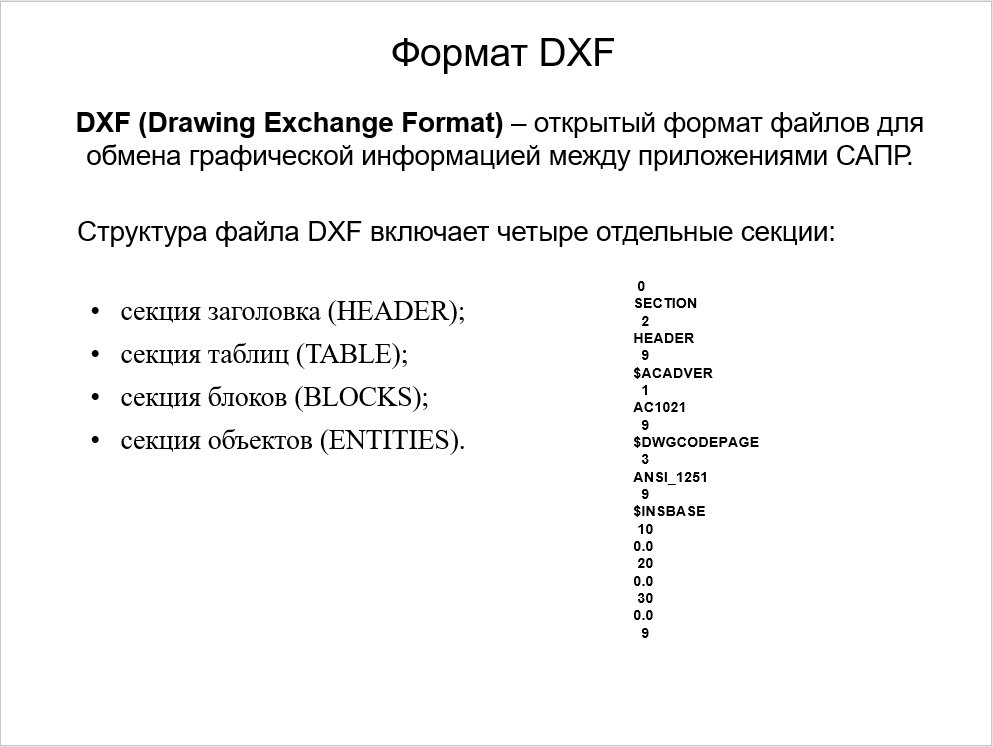 Формат DXF
DXF (Drawing Exchange Format) – открытый формат файлов для
обмена графической информацией между приложениями САПР.
Структура файла DXF включает четыре отдельные секции:
• секция заголовка (HEADER);
• секция таблиц (TABLE);
• секция блоков (BLOCKS);
• секция объектов (ENTITIES).
0
SECTION
2
HEADER
9
$ACADVER
1
AC1021
9
$DWGCODEPAGE
3
ANSI_1251
9
$INSBASE
10
0.0
20
0.0
30
0.0
9